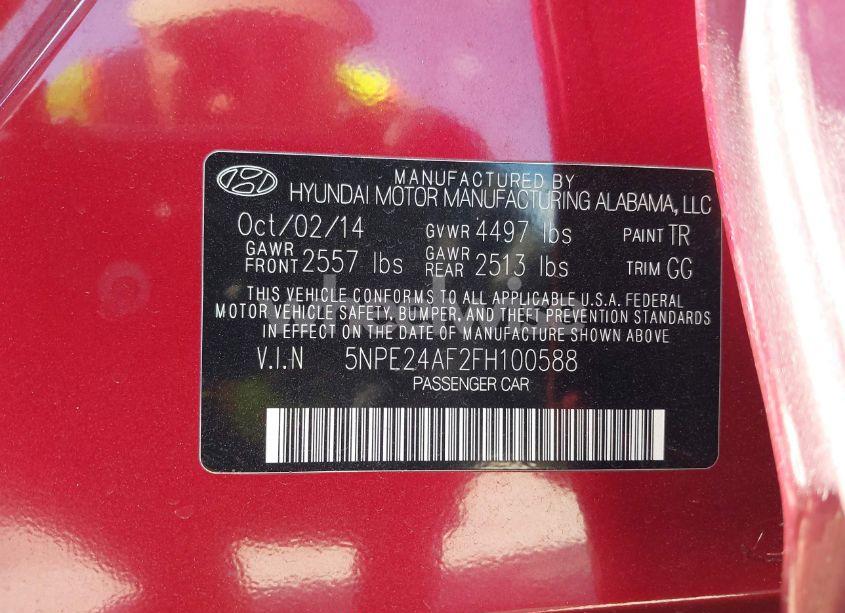 MANUFACTURED BY
HYUNDAI MOTOR MANUFACTURING ALABAMA, LLC
Oct/02/14 GVWR 4497 lbs PAINT TR
GAWR FRONT 2557 lbs GAWR REAR 2513 lbs TRIM GG
THIS VEHICLE CONFORMS TO ALL APPLICABLE U.S.A. FEDERAL
MOTOR VEHICLE SAFETY, BUMPER, AND THEFT PREVENTION STANDARDS
IN EFFECT ON THE DATE OF MANUFACTURE SHOWN ABOVE.
V.I.N 5NPE24AF2FH100588
PASSENGER CAR